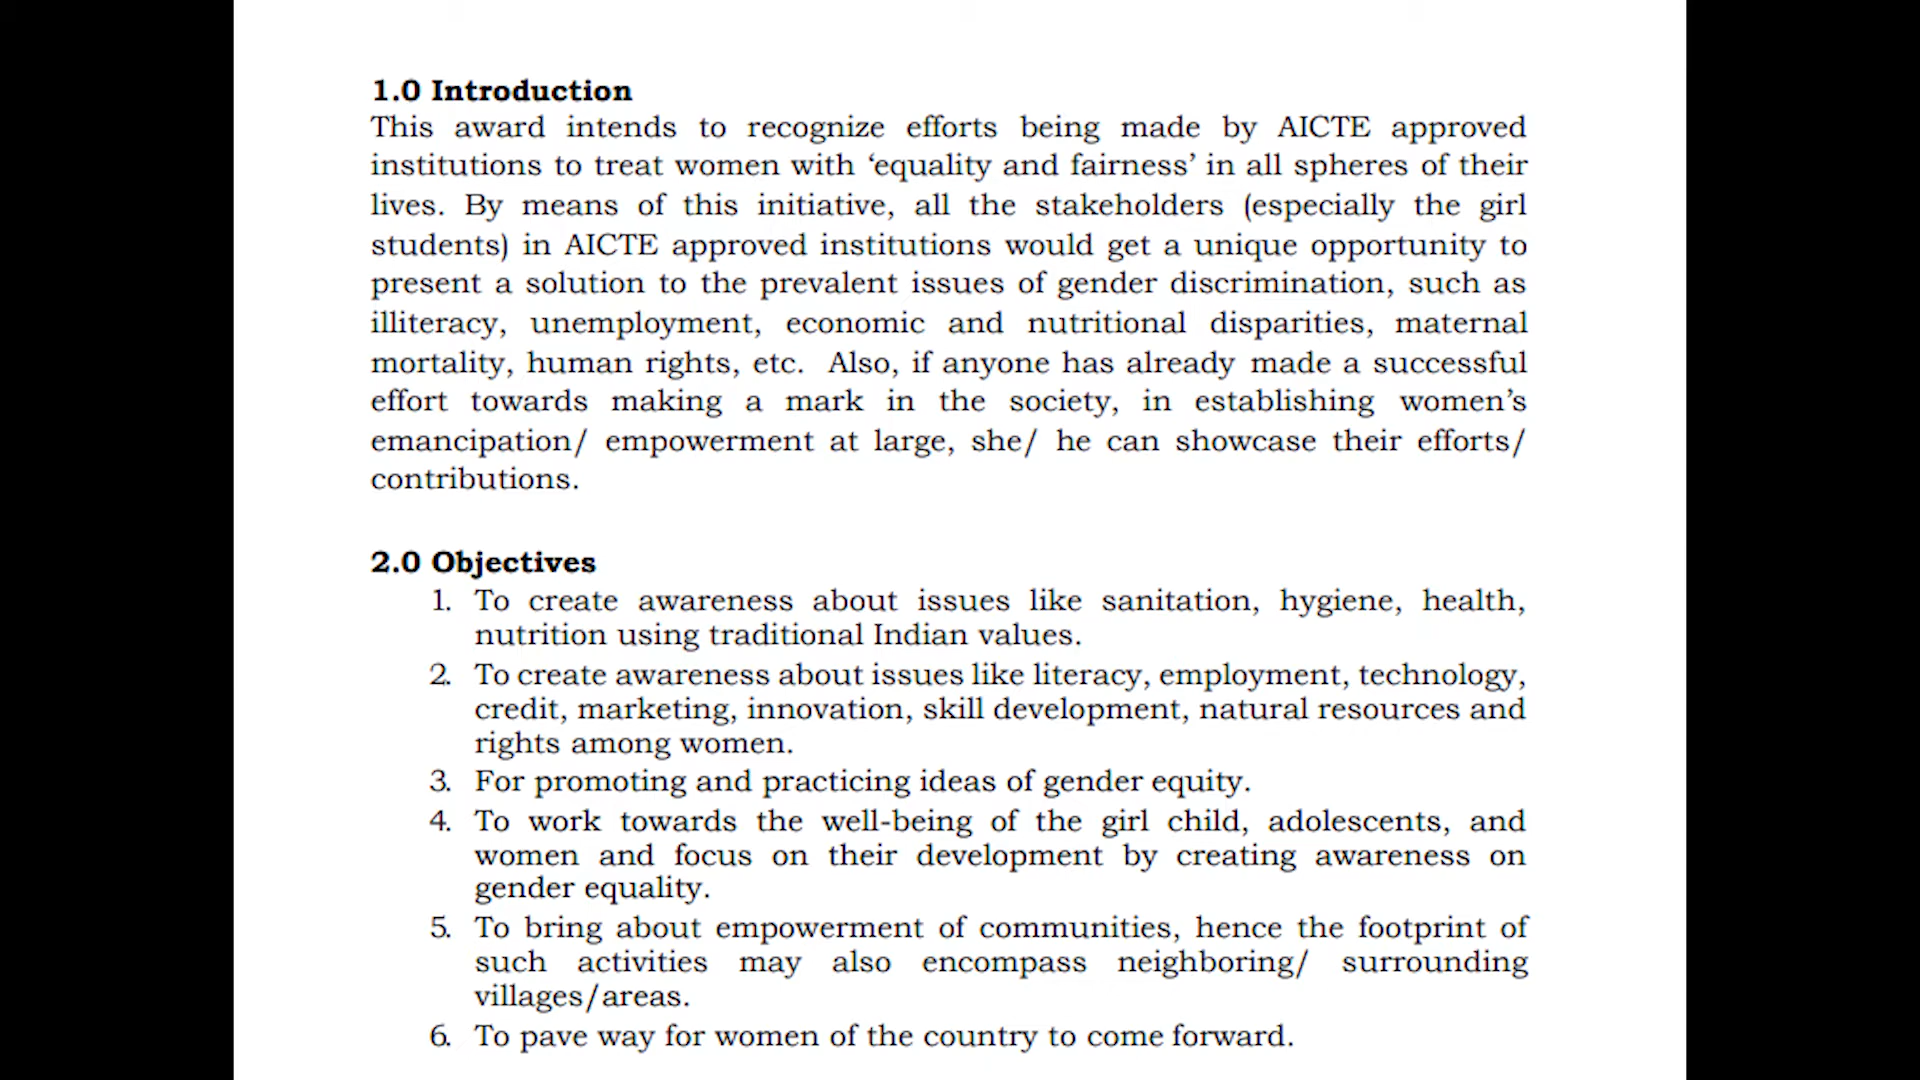 1.0 Introduction
This award intends to recognize efforts being made by AICTE approved
institutions to treat women with ‘equality and fairness’ in all spheres of their
lives. By means of this initiative, all the stakeholders (especially the girl
students) in AICTE approved institutions would get a unique opportunity to
present a solution to the prevalent issues of gender discrimination, such as
illiteracy, unemployment, economic and nutritional disparities, maternal
mortality, human rights, etc.  Also, if anyone has already made a successful
effort towards making a mark in the society, in establishing women’s
emancipation/ empowerment at large, she/ he can showcase their efforts/
contributions.
2.0 Objectives
1. To create awareness about issues like sanitation, hygiene, health,
nutrition using traditional Indian values.
2. To create awareness about issues like literacy, employment, technology,
credit, marketing, innovation, skill development, natural resources and
rights among women.
3. For promoting and practicing ideas of gender equity.
4. To work towards the well-being of the girl child, adolescents, and
women and focus on their development by creating awareness on
gender equality.
5. To bring about empowerment of communities, hence the footprint of
such activities may also encompass neighboring/ surrounding
villages/areas.
6. To pave way for women of the country to come forward.